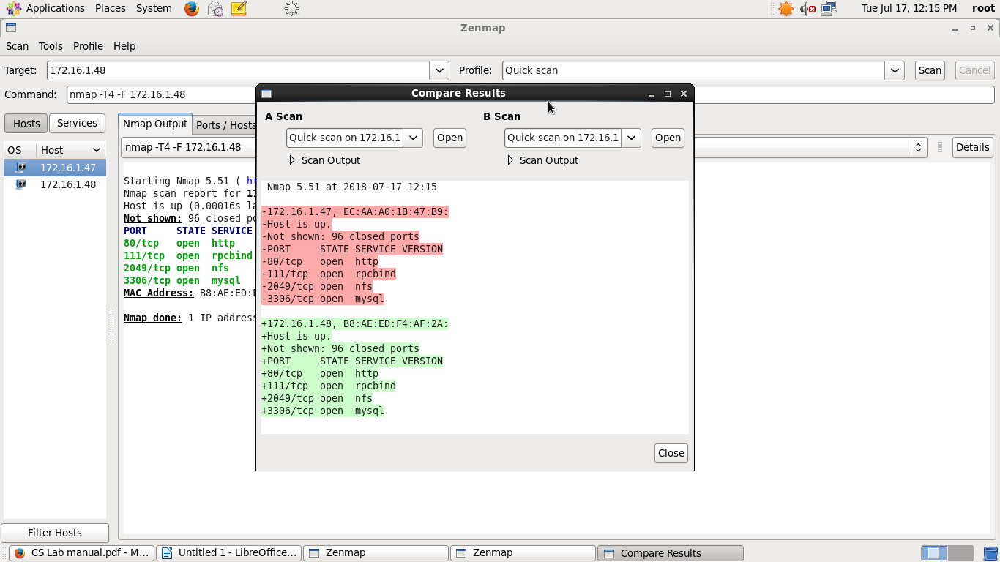 Applications Places System Tue Jul 17, 12:15 PM root
Zenmap
Scan Tools Profile Help
Target: 172.16.1.48 Profile: Quick scan Scan Cancel
Command: nmap -T4 -F 172.16.1.48
Hosts Services
OS Host
172.16.1.47
172.16.1.48
Filter Hosts
Nmap Output Ports / Hosts
nmap -T4 -F 172.16.1.48 Details
Starting Nmap 5.51 (
Nmap scan report for
Host is up (0.00016s
Not shown: 96 closed
PORT STATE SERVICE
80/tcp open http
111/tcp open rpcbind
2049/tcp open nfs
3306/tcp open mysql
MAC Address: B8:AE:ED:F
Nmap done: 1 IP address
Compare Results
A Scan B Scan
Quick scan on 172.16.1 Open Quick scan on 172.16.1 Open
Scan Output Scan Output
Nmap 5.51 at 2018-07-17 12:15
-172.16.1.47, EC:AA:A0:1B:47:B9:
-Host is up.
-Not shown: 96 closed ports
-PORT STATE SERVICE VERSION
-80/tcp open http
-111/tcp open rpcbind
-2049/tcp open nfs
-3306/tcp open mysql
+172.16.1.48, B8:AE:ED:F4:AF:2A:
+Host is up.
+Not shown: 96 closed ports
+PORT STATE SERVICE VERSION
+80/tcp open http
+111/tcp open rpcbind
+2049/tcp open nfs
+3306/tcp open mysql
Close
CS Lab manual.pdf - M... Untitled 1 - LibreOffice... Zenmap Zenmap Compare Results